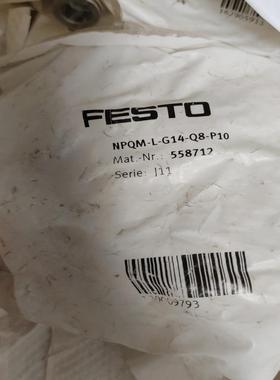 FESTO
NPQM-L-G14-Q8-P10
Mat.-Nr.: 558712
Serie: J11